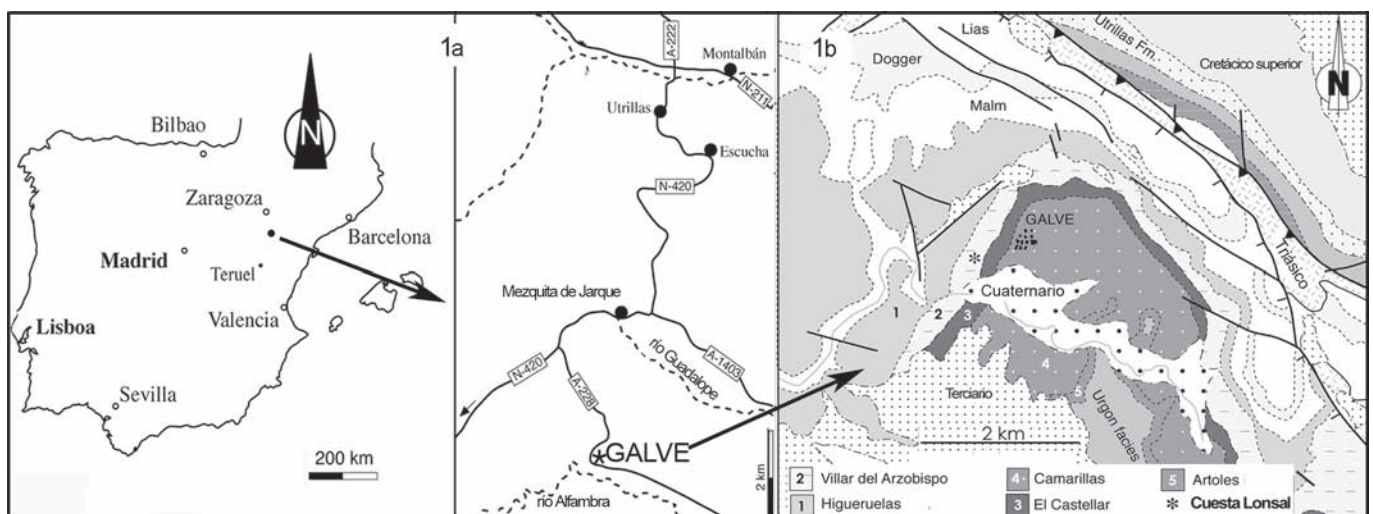 Bilbao
N
Zaragoza
Barcelona
Madrid
Teruel
Valencia
Lisboa
Sevilla
200 km
1a
A-222
Montalbán
N-211
Utrillas
Escucha
N-420
Mezquita de Jarque
río Guadalope
A-1403
N-420
A-228
GALVE
río Alfambra
2 km
1b
Lias
Utrillas Fm.
Dogger
Cretácico superior
N
Malm
GALVE
Triásico
Cuaternario
1
2
3
4
5
Terciario
Urgon facies
2 km
2 Villar del Arzobispo
4 Camarillas
5 Artoles
1 Higueruelas
3 El Castellar
* Cuesta Lonsal